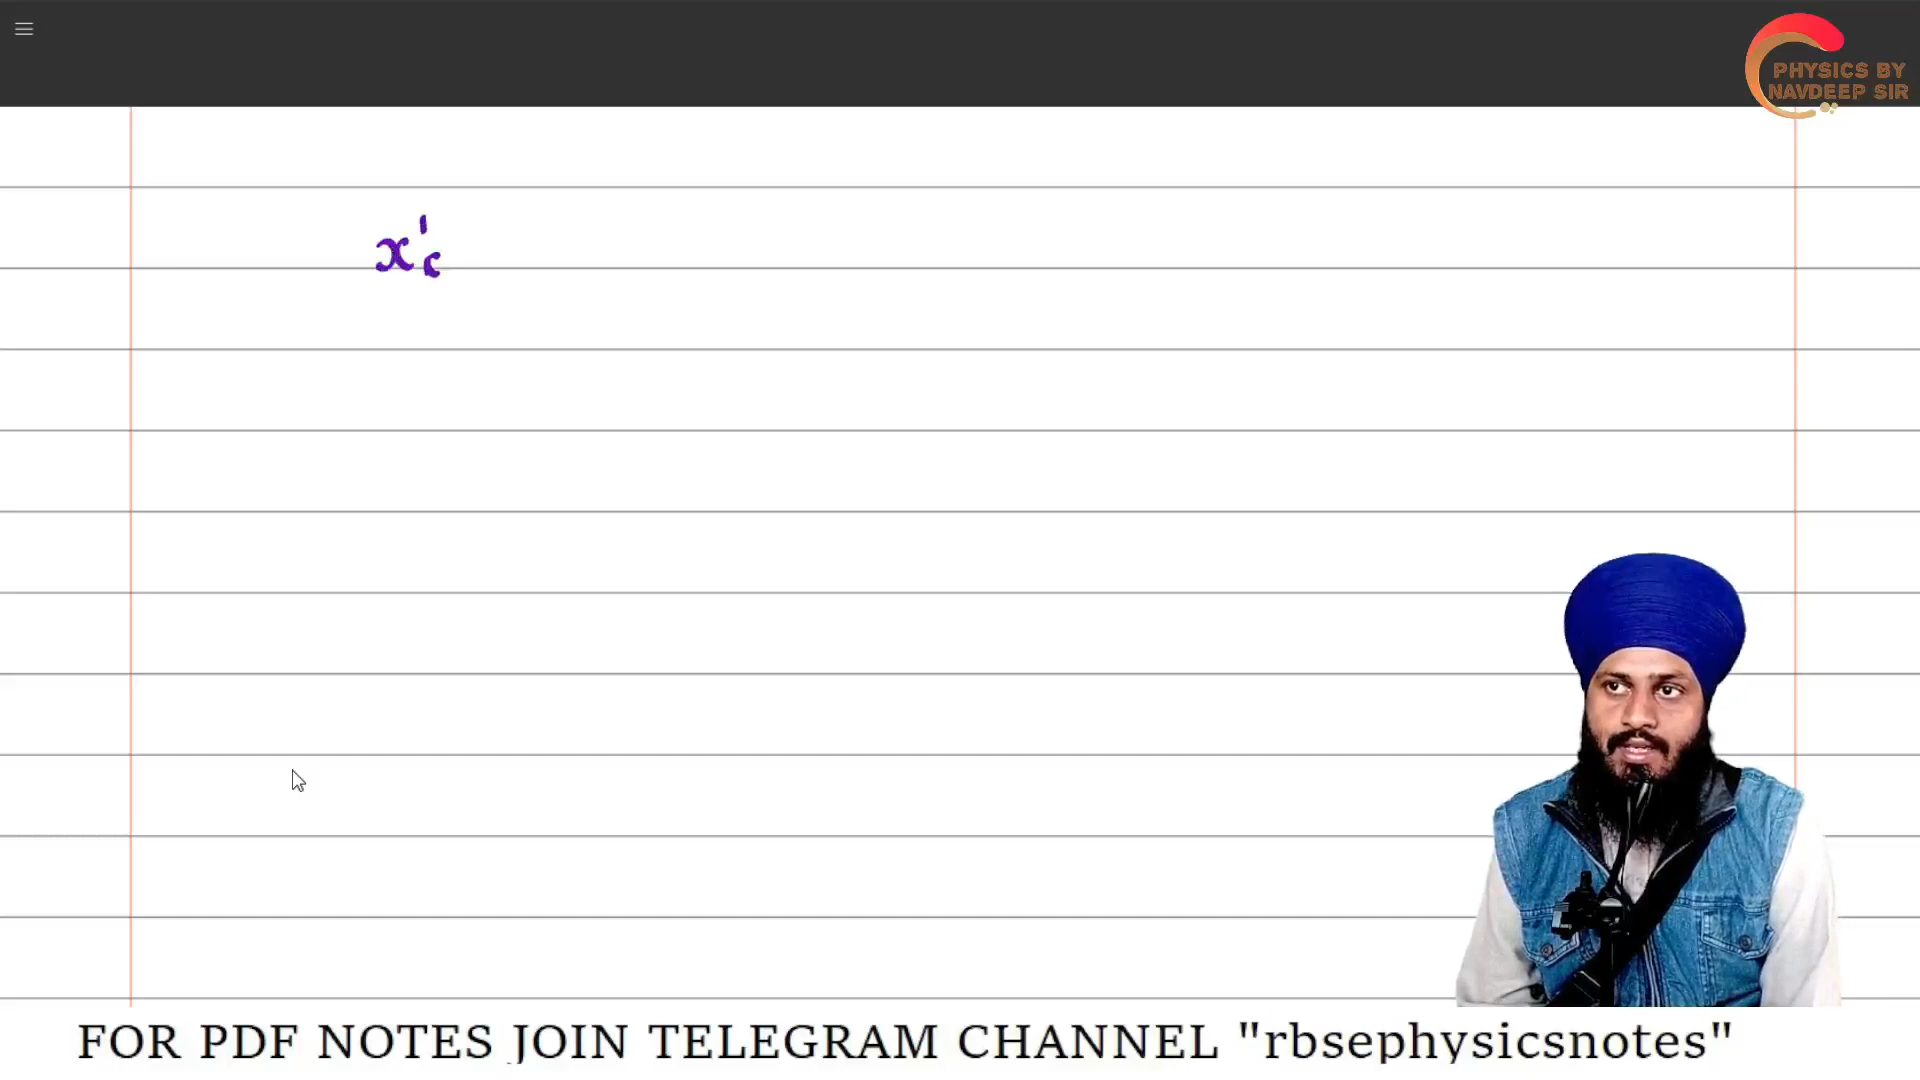 PHYSICS BY
NAVDEEP SIR
x'c
FOR PDF NOTES JOIN TELEGRAM CHANNEL "rbsephysicsnotes"